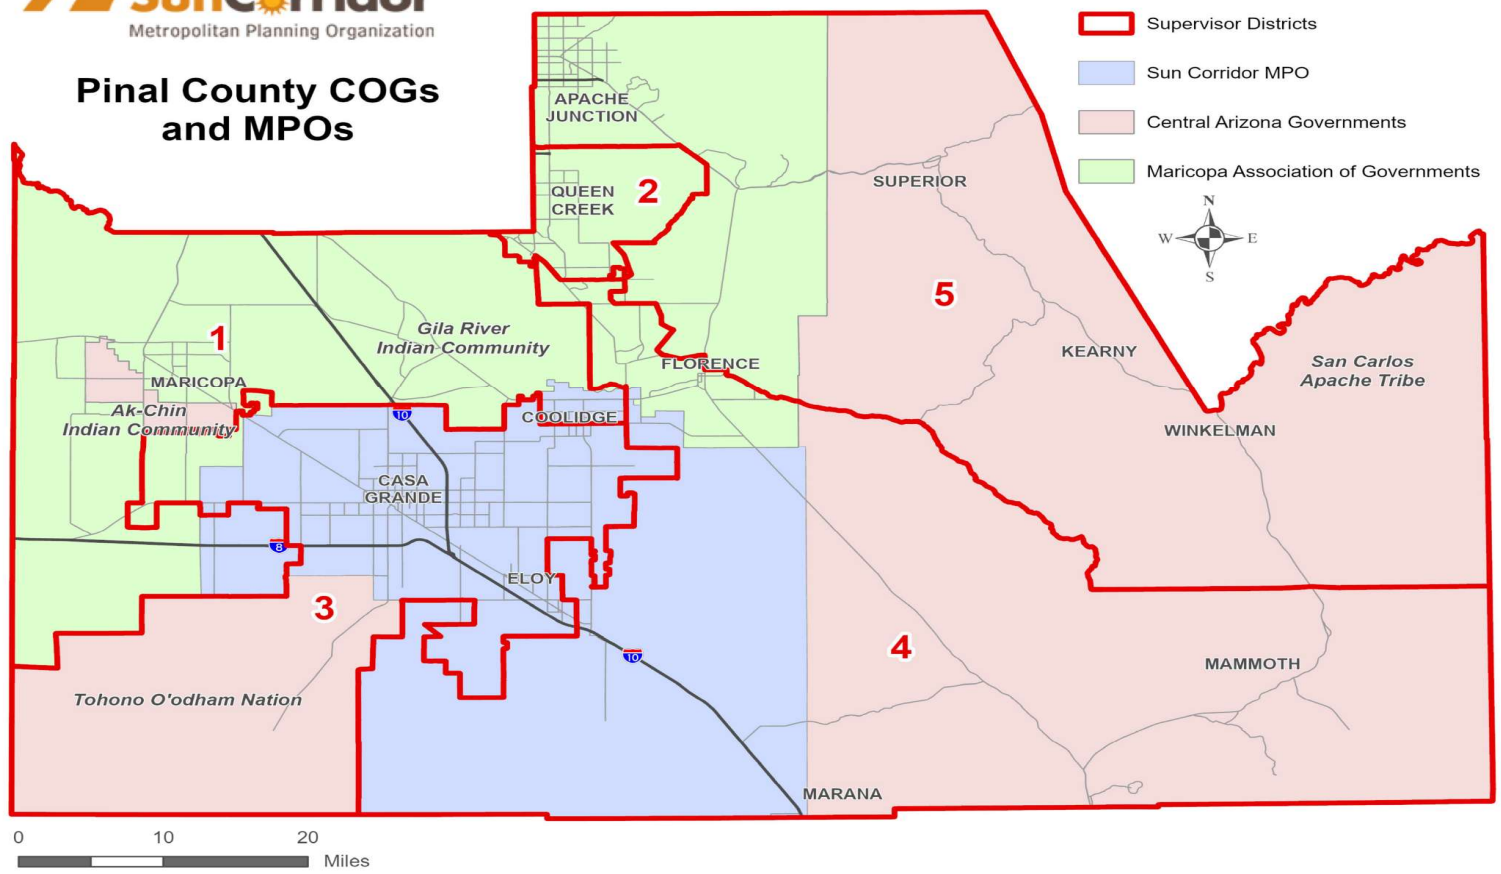 SunCorridor
Metropolitan Planning Organization
Pinal County COGs
and MPOs
Supervisor Districts
Sun Corridor MPO
Central Arizona Governments
Maricopa Association of Governments
N
W
E
S
APACHE
JUNCTION
QUEEN
CREEK
2
SUPERIOR
5
1
Gila River
Indian Community
MARICOPA
Ak-Chin
Indian Community
FLORENCE
KEARNY
San Carlos
Apache Tribe
10
COOLIDGE
WINKELMAN
CASA
GRANDE
8
ELOY
3
4
10
MAMMOTH
Tohono O'odham Nation
MARANA
0
10
20
Miles